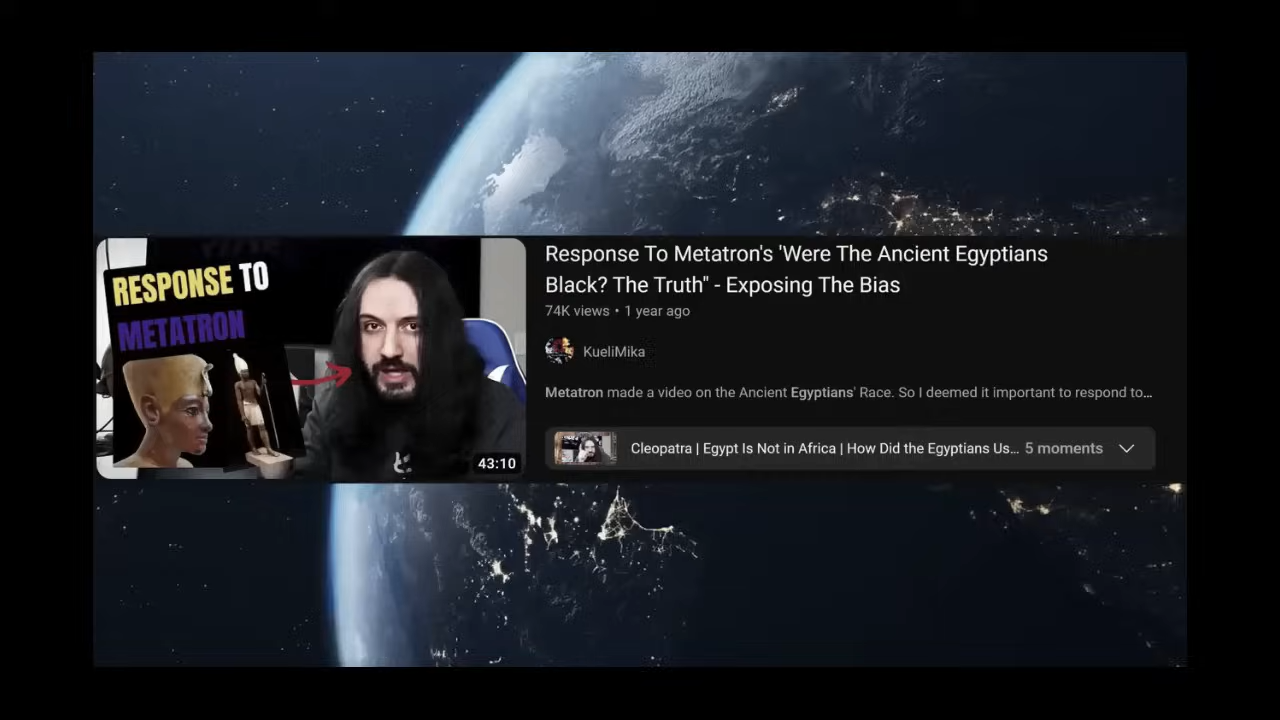 RESPONSE TO
METATRON
43:10
Response To Metatron's 'Were The Ancient Egyptians
Black? The Truth" - Exposing The Bias
74K views • 1 year ago
KueliMika
Metatron made a video on the Ancient Egyptians' Race. So I deemed it important to respond to...
Cleopatra | Egypt Is Not in Africa | How Did the Egyptians Us... 5 moments